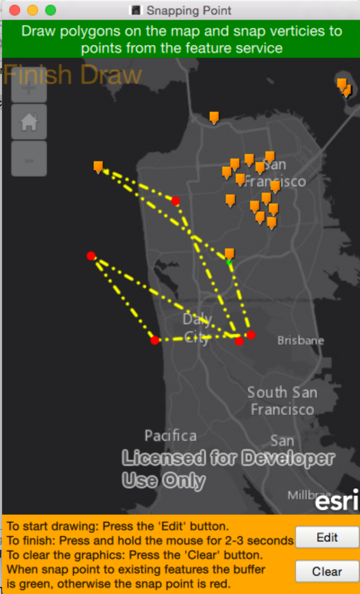 Snapping Point
Draw polygons on the map and snap verticies to
points from the feature service
Finish Draw
+
-
San
Francisco
Daly
City
Brisbane
South San
Francisco
Pacifica
San
Licensed for Developer
Use Only
Millbr
esri
To start drawing: Press the 'Edit' button.
To finish: Press and hold the mouse for 2-3 seconds
To clear the graphics: Press the 'Clear' button.
When snap point to existing features the buffer
is green, otherwise the snap point is red.
Edit
Clear